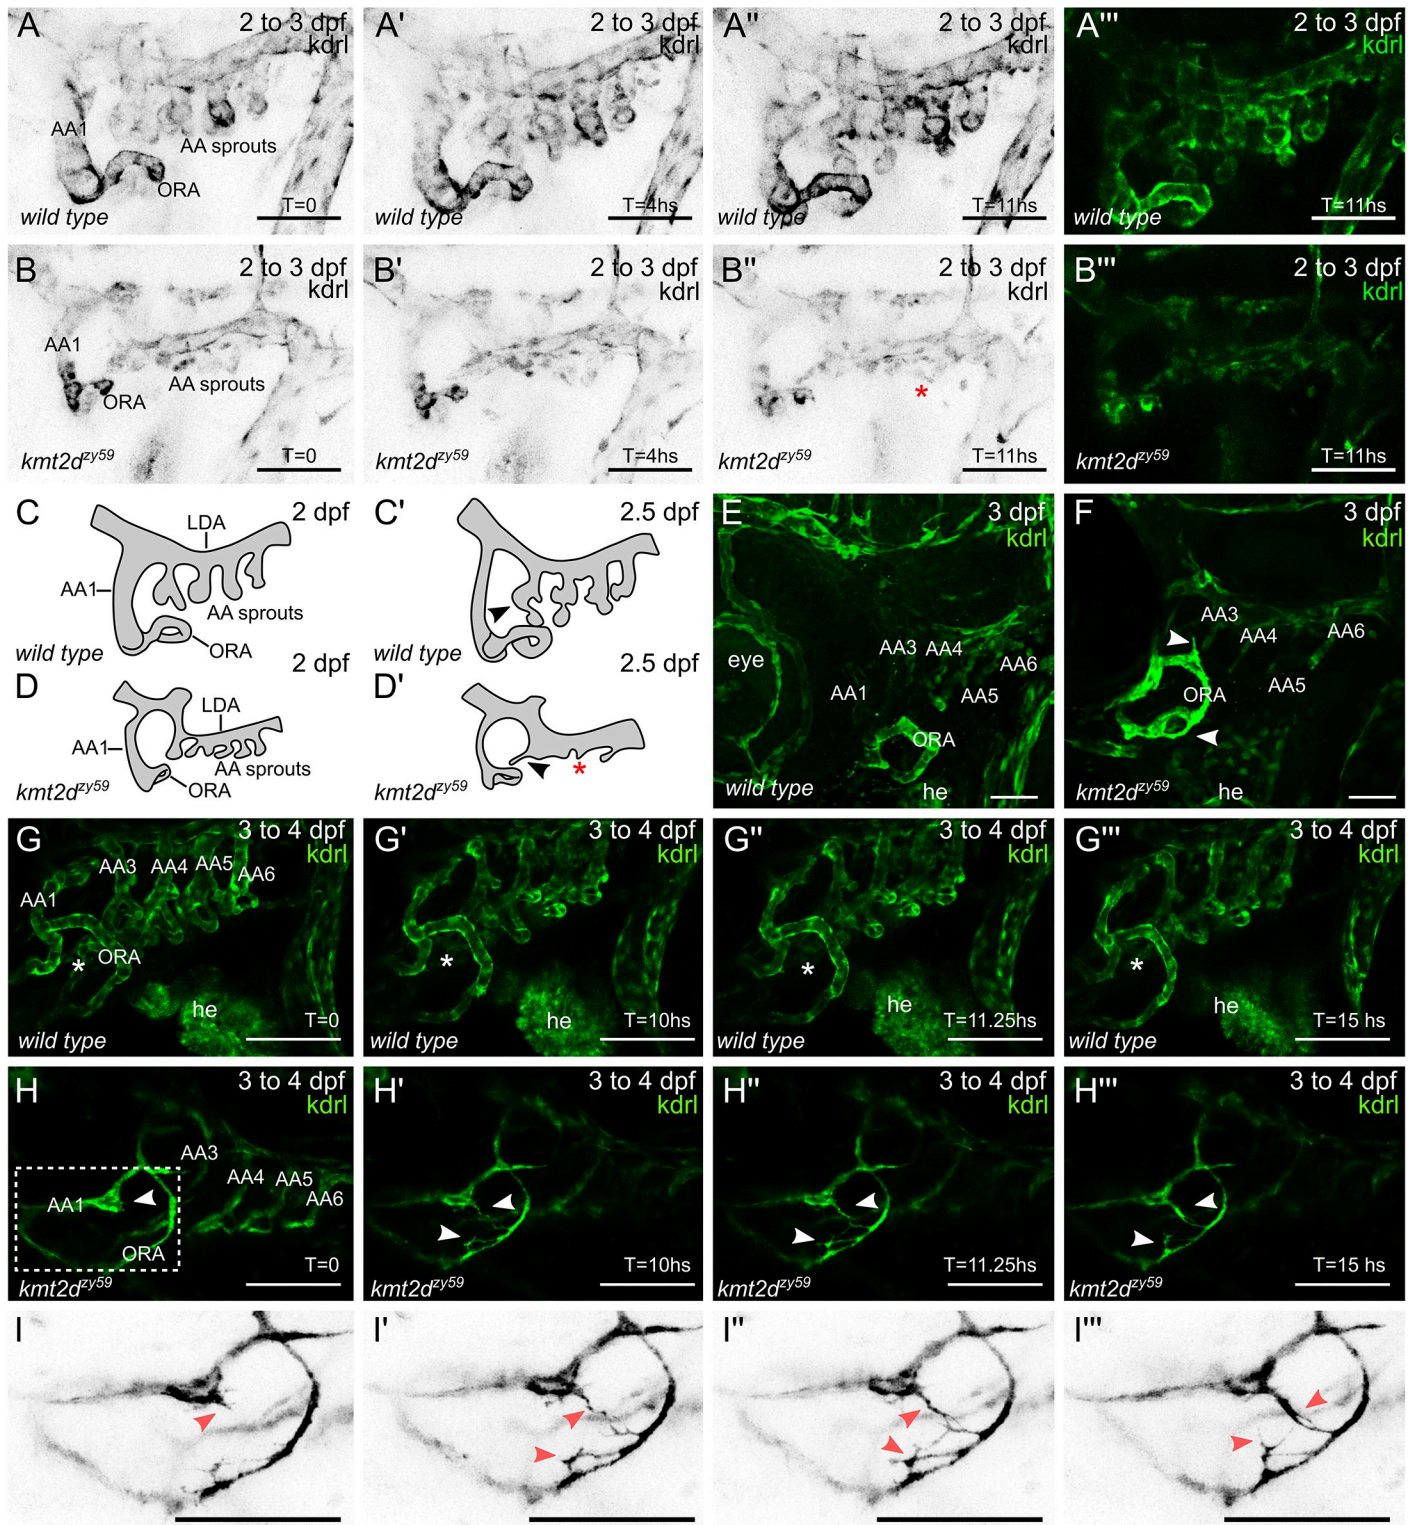 A
2 to 3 dpf
kdrl
AA1
AA sprouts
ORA
T=0
wild type
A'
2 to 3 dpf
kdrl
T=4hs
wild type
A"
2 to 3 dpf
kdrl
T=11hs
wild type
A'"
2 to 3 dpf
kdrl
T=11hs
wild type
B
2 to 3 dpf
kdrl
AA1
AA sprouts
ORA
kmt2dzy59
T=0
B'
2 to 3 dpf
kdrl
kmt2dzy59
T=4hs
B"
2 to 3 dpf
kdrl
*
kmt2dzy59
T=11hs
B'"
2 to 3 dpf
kdrl
kmt2dzy59
T=11hs
C
2 dpf
LDA
AA1
AA sprouts
ORA
wild type
C'
2.5 dpf
wild type
D
2 dpf
LDA
AA1
AA sprouts
ORA
kmt2dzy59
D'
2.5 dpf
*
kmt2dzy59
E
3 dpf
kdrl
AA3 AA4
eye
AA6
AA1
AA5
ORA
wild type
he
F
3 dpf
kdrl
AA3
AA4
AA6
AA5
ORA
kmt2dzy59
he
G
3 to 4 dpf
kdrl
AA3 AA4 AA5
AA6
AA1
ORA
*
he
T=0
wild type
G'
3 to 4 dpf
kdrl
*
he
T=10hs
wild type
G"
3 to 4 dpf
kdrl
*
he
T=11.25hs
wild type
G'"
3 to 4 dpf
kdrl
*
he
T=15 hs
wild type
H
3 to 4 dpf
kdrl
AA3
AA4 AA5
AA6
AA1
ORA
T=0
kmt2dzy59
H'
3 to 4 dpf
kdrl
T=10hs
kmt2dzy59
H"
3 to 4 dpf
kdrl
T=11.25hs
kmt2dzy59
H'"
3 to 4 dpf
kdrl
T=15 hs
kmt2dzy59
I
I'
I"
I'"